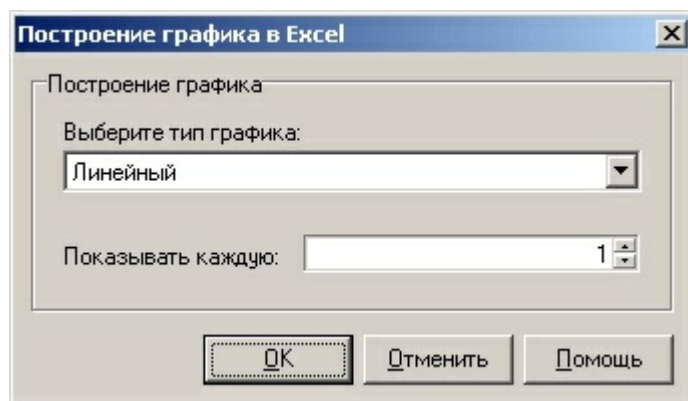 Построение графика в Excel
Построение графика
Выберите тип графика:
Линейный
Показывать каждую: 1
OK Отменить Помощь